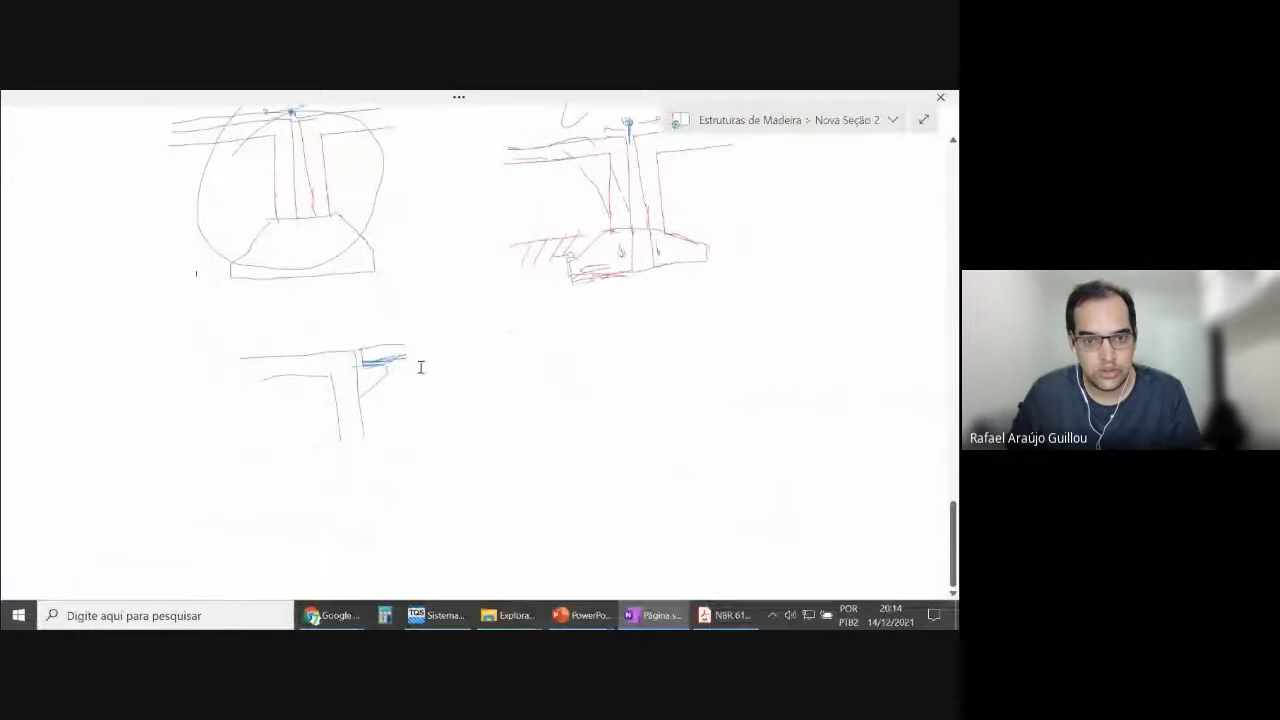 Estruturas de Madeira > Nova Seção 2
Rafael Araújo Guillou
Digite aqui para pesquisar
Google ...
TQS
Sistema...
Explora...
PowerPo...
Página s...
NBR 61...
POR
PTB2
20:14
14/12/2021